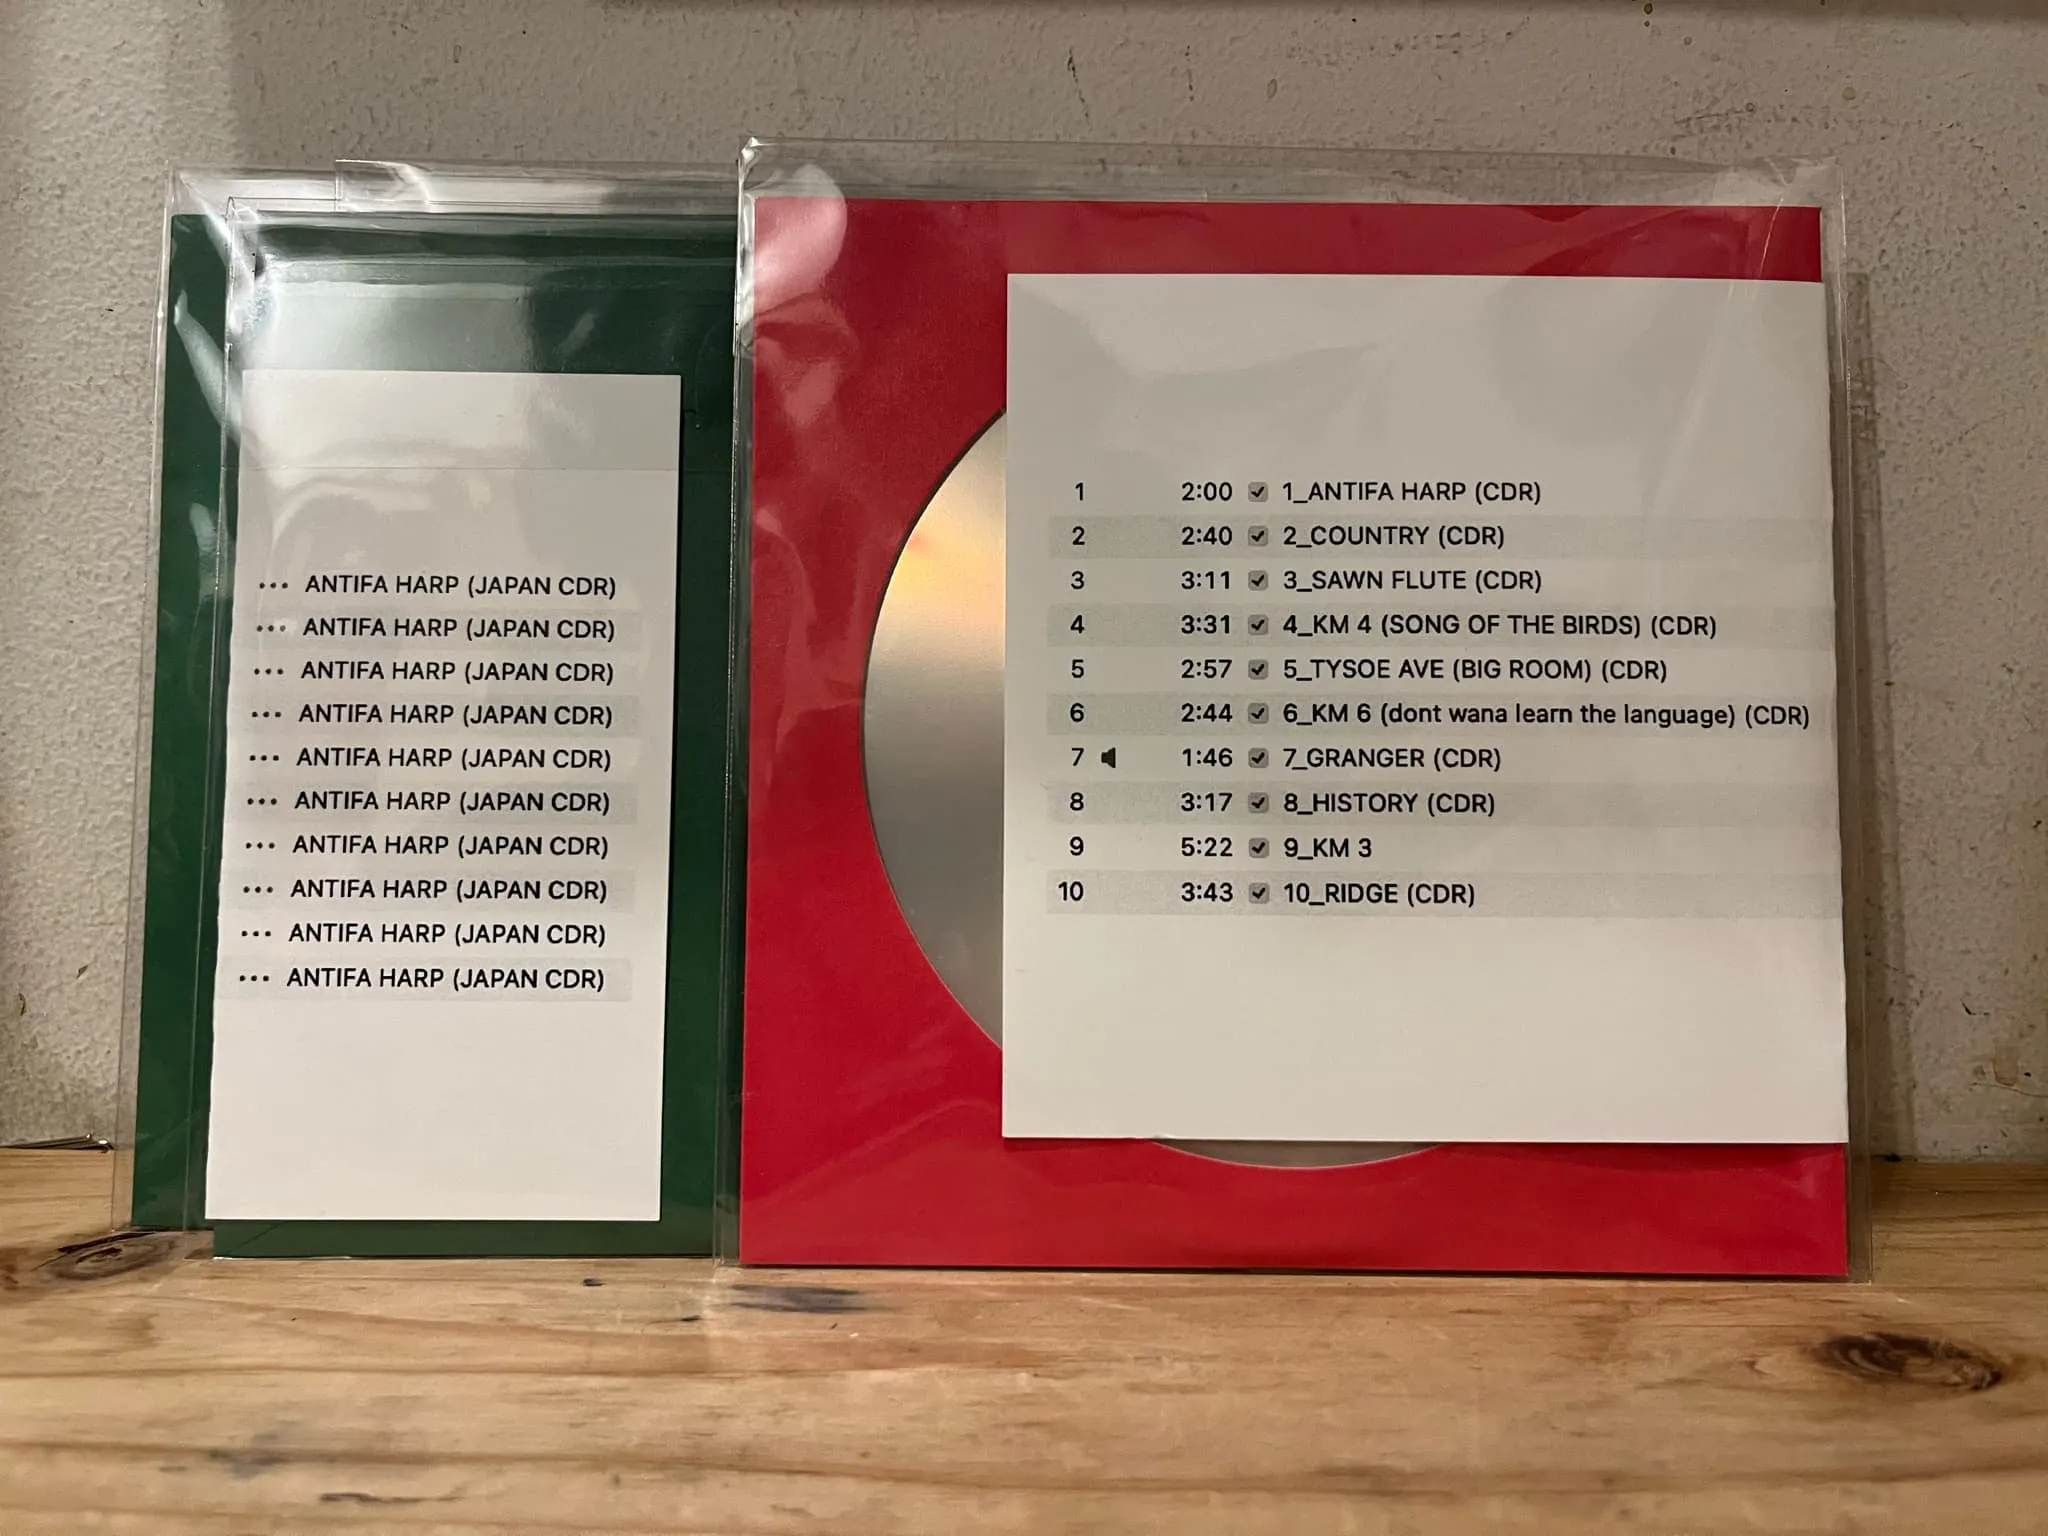 ... ANTIFA HARP (JAPAN CDR)
... ANTIFA HARP (JAPAN CDR)
... ANTIFA HARP (JAPAN CDR)
... ANTIFA HARP (JAPAN CDR)
... ANTIFA HARP (JAPAN CDR)
... ANTIFA HARP (JAPAN CDR)
... ANTIFA HARP (JAPAN CDR)
... ANTIFA HARP (JAPAN CDR)
... ANTIFA HARP (JAPAN CDR)
... ANTIFA HARP (JAPAN CDR)
1 2:00 1_ANTIFA HARP (CDR)
2 2:40 2_COUNTRY (CDR)
3 3:11 3_SAWN FLUTE (CDR)
4 3:31 4_KM 4 (SONG OF THE BIRDS) (CDR)
5 2:57 5_TYSOE AVE (BIG ROOM) (CDR)
6 2:44 6_KM 6 (dont wana learn the language) (CDR)
7 1:46 7_GRANGER (CDR)
8 3:17 8_HISTORY (CDR)
9 5:22 9_KM 3
10 3:43 10_RIDGE (CDR)